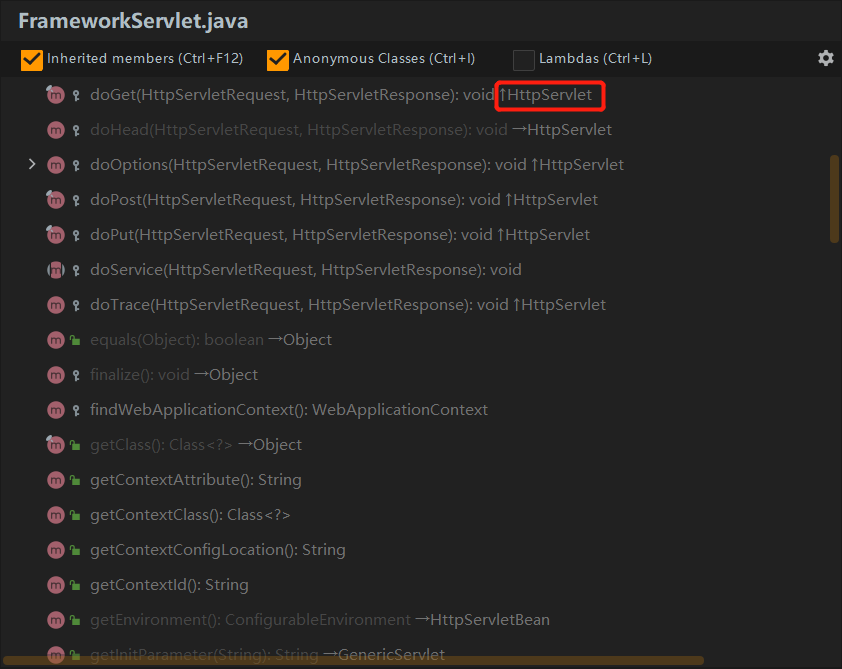 FrameworkServlet.java
Inherited members (Ctrl+F12) Anonymous Classes (Ctrl+I) Lambdas (Ctrl+L)
m doGet(HttpServletRequest, HttpServletResponse): void ↑HttpServlet
m doHead(HttpServletRequest, HttpServletResponse): void →HttpServlet
m doOptions(HttpServletRequest, HttpServletResponse): void ↑HttpServlet
m doPost(HttpServletRequest, HttpServletResponse): void ↑HttpServlet
m doPut(HttpServletRequest, HttpServletResponse): void ↑HttpServlet
m doService(HttpServletRequest, HttpServletResponse): void
m doTrace(HttpServletRequest, HttpServletResponse): void ↑HttpServlet
m equals(Object): boolean →Object
m finalize(): void →Object
m findWebApplicationContext(): WebApplicationContext
m getClass(): Class<?> →Object
m getContextAttribute(): String
m getContextClass(): Class<?>
m getContextConfigLocation(): String
m getContextId(): String
m getEnvironment(): ConfigurableEnvironment →HttpServletBean
m getInitParameter(String): String →GenericServlet